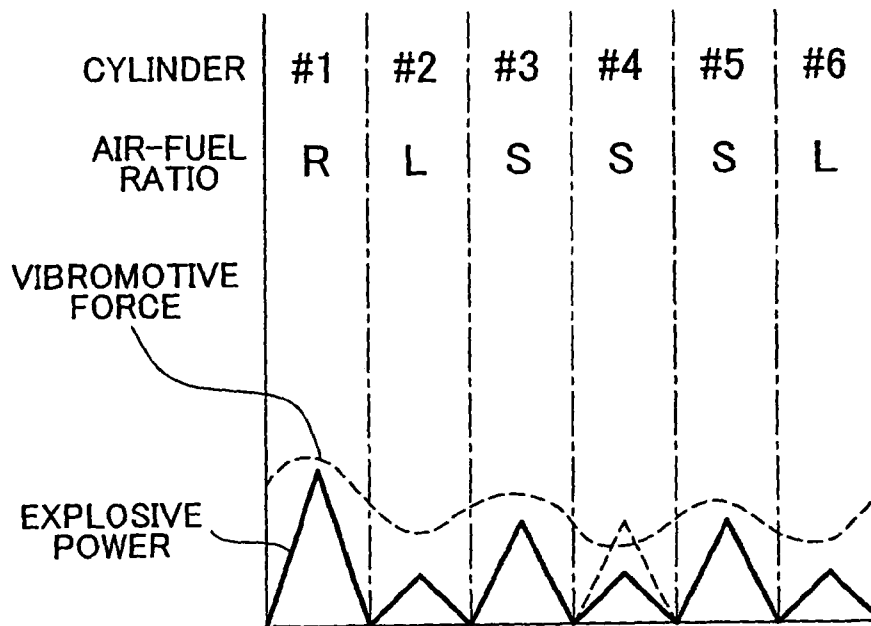 CYLINDER #1 #2 #3 #4 #5 #6
AIR-FUEL
RATIO R L S S S L
VIBROMOTIVE
FORCE
EXPLOSIVE
POWER